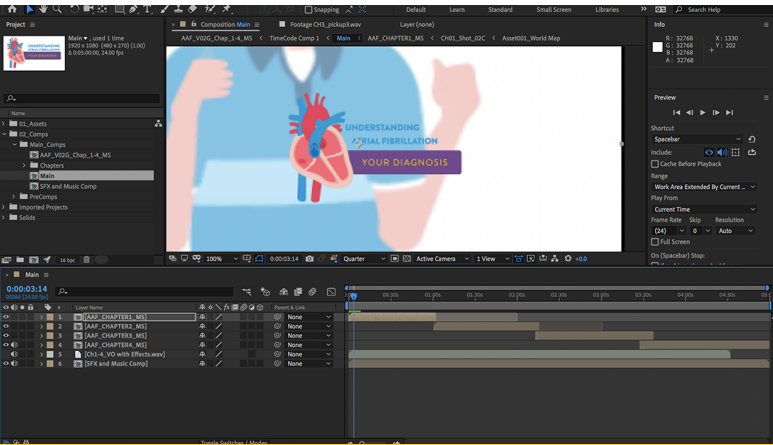 Snapping
Default
Learn
Standard
Small Screen
Libraries
Search Help
Project
Main, used 1 time
1920 x 1080 (480 x 270) (1.00)
Δ 0:05:00:00, 24.00 fps
Name
01_Assets
02_Comps
Main_Comps
AAF_V02G_Chap_1-4_MS
Chapters
Main
SFX and Music Comp
PreComps
Imported Projects
Solids
16 bpc
Composition Main
Footage CH3_pickup3.wav
Layer (none)
AAF_V02G_Chap_1-4_MS
TimeCode Comp 1
Main
AAF_CHAPTER1_MS
CH01_Shot_02C
Asset001_World Map
UNDERSTANDING
ATRIAL FIBRILLATION
YOUR DIAGNOSIS
100%
0:00:03:14
Quarter
Active Camera
1 View
+0.0
Info
R : 32768
G : 32768
B : 32768
A : 32768
X : 1330
Y : 202
Preview
Shortcut
Spacebar
Include:
Cache Before Playback
Range
Work Area Extended By Current ...
Play From
Current Time
Frame Rate Skip Resolution
(24) 0 Auto
Full Screen
On (Spacebar) Stop:
Main
0:00:03:14
00086 (24.00 fps)
# Layer Name Parent & Link
1 [AAF_CHAPTER1_MS] None
2 [AAF_CHAPTER2_MS] None
3 [AAF_CHAPTER3_MS] None
4 [AAF_CHAPTER4_MS] None
5 [Ch1-4_VO with Effects.wav] None
6 [SFX and Music Comp] None
00:30s 01:00s 01:30s 02:00s 02:30s 03:00s 03:30s 04:00s 04:30s
Toggle Switches / Modes